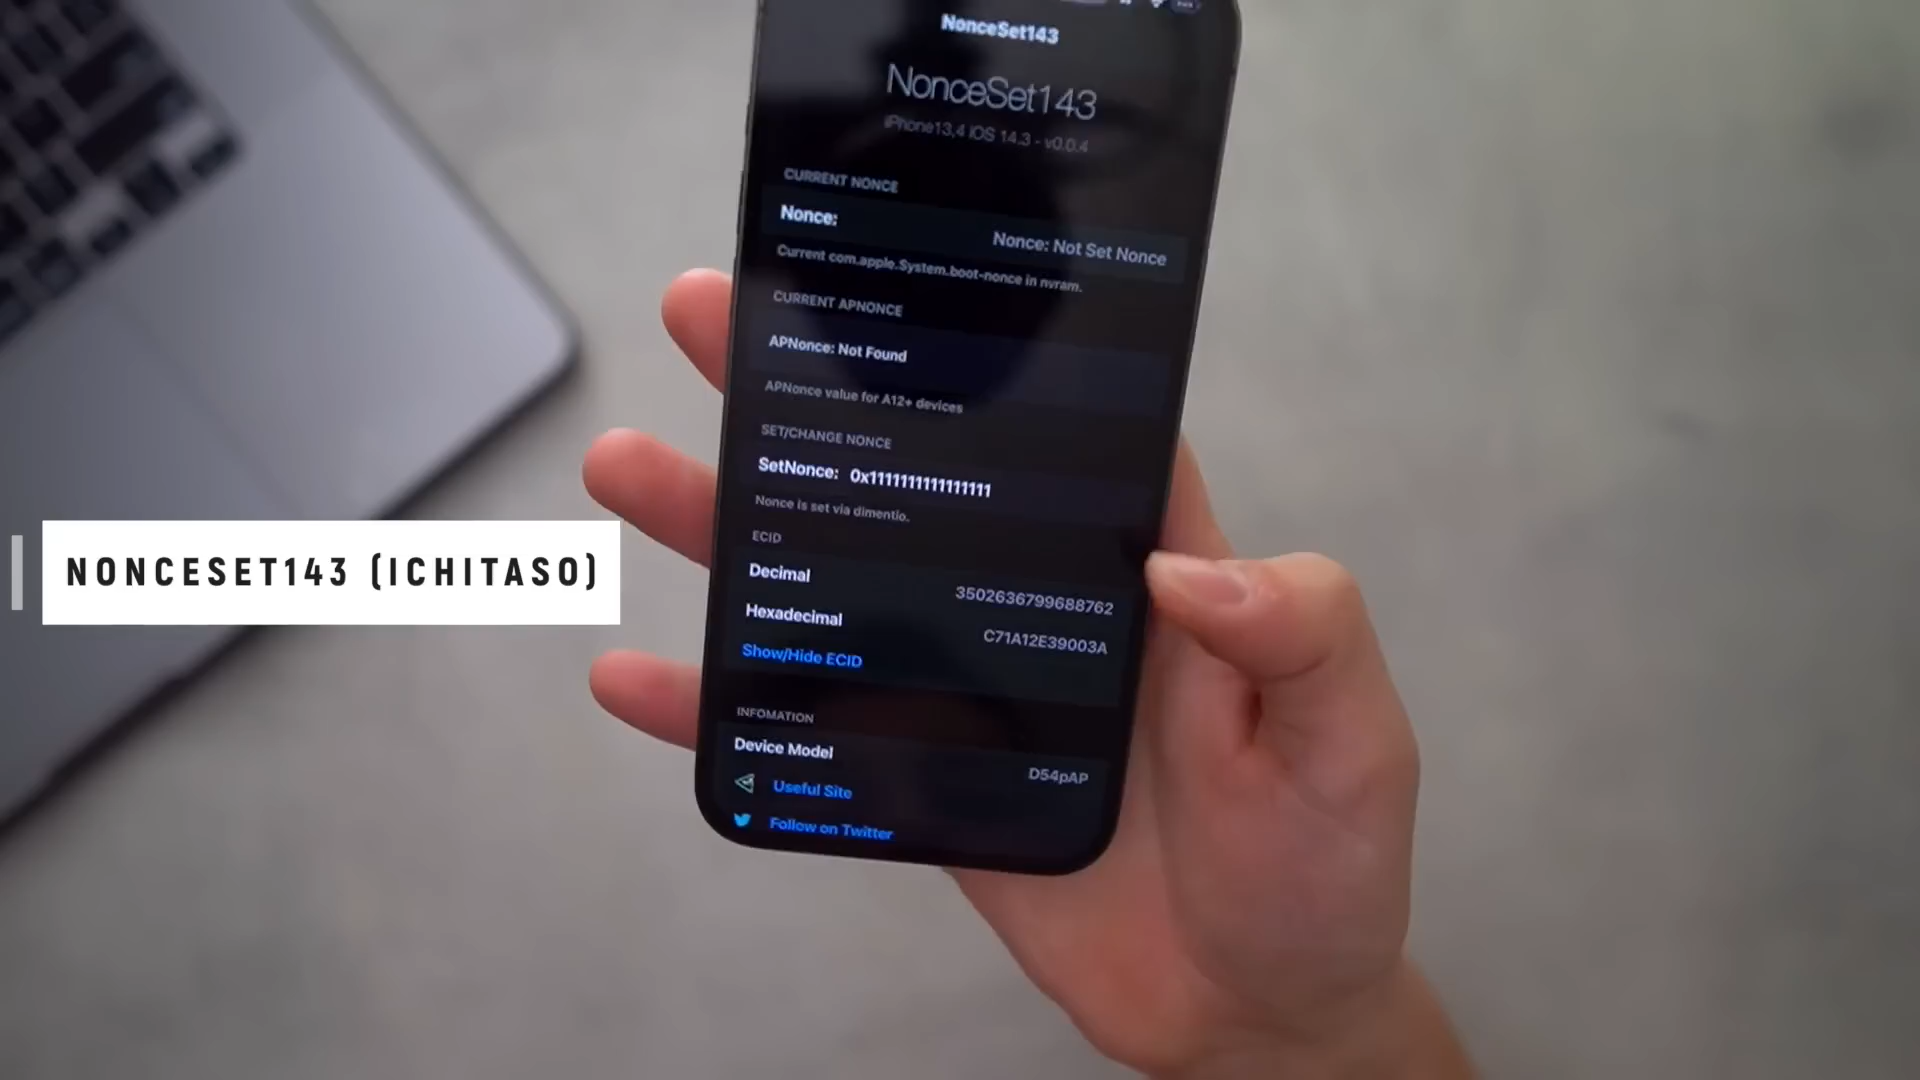 NonceSet143
NonceSet143
iPhone13,4 iOS 14.3 - v0.0.4
CURRENT NONCE
Nonce: Nonce: Not Set Nonce
Current com.apple.System.boot-nonce in nvram.
CURRENT APNONCE
APNonce: Not Found
APNonce value for A12+ devices
SET/CHANGE NONCE
SetNonce: 0x1111111111111111
Nonce is set via dimentio.
ECID
Decimal 3502636799688762
Hexadecimal C71A12E39003A
Show/Hide ECID
INFOMATION
Device Model D54pAP
Useful Site
Follow on Twitter
NONCESET143 (ICHITASO)